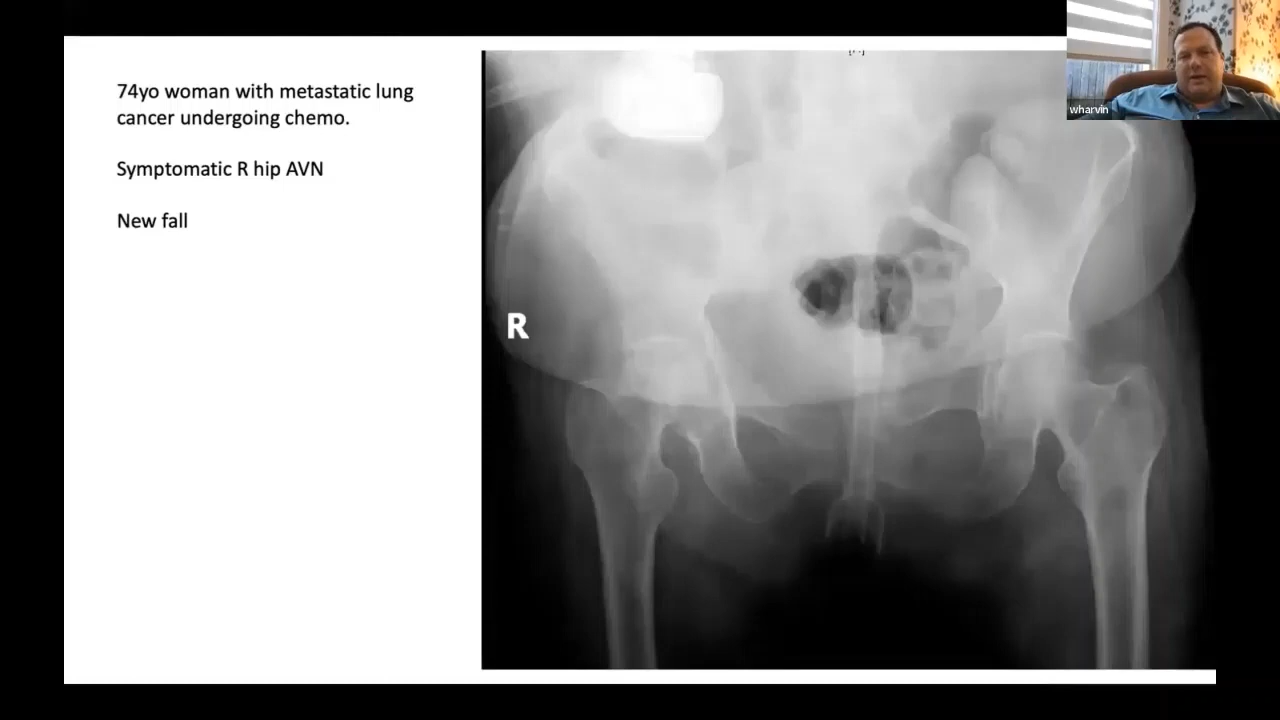 74yo woman with metastatic lung
cancer undergoing chemo.
Symptomatic R hip AVN
New fall
R
wharvin